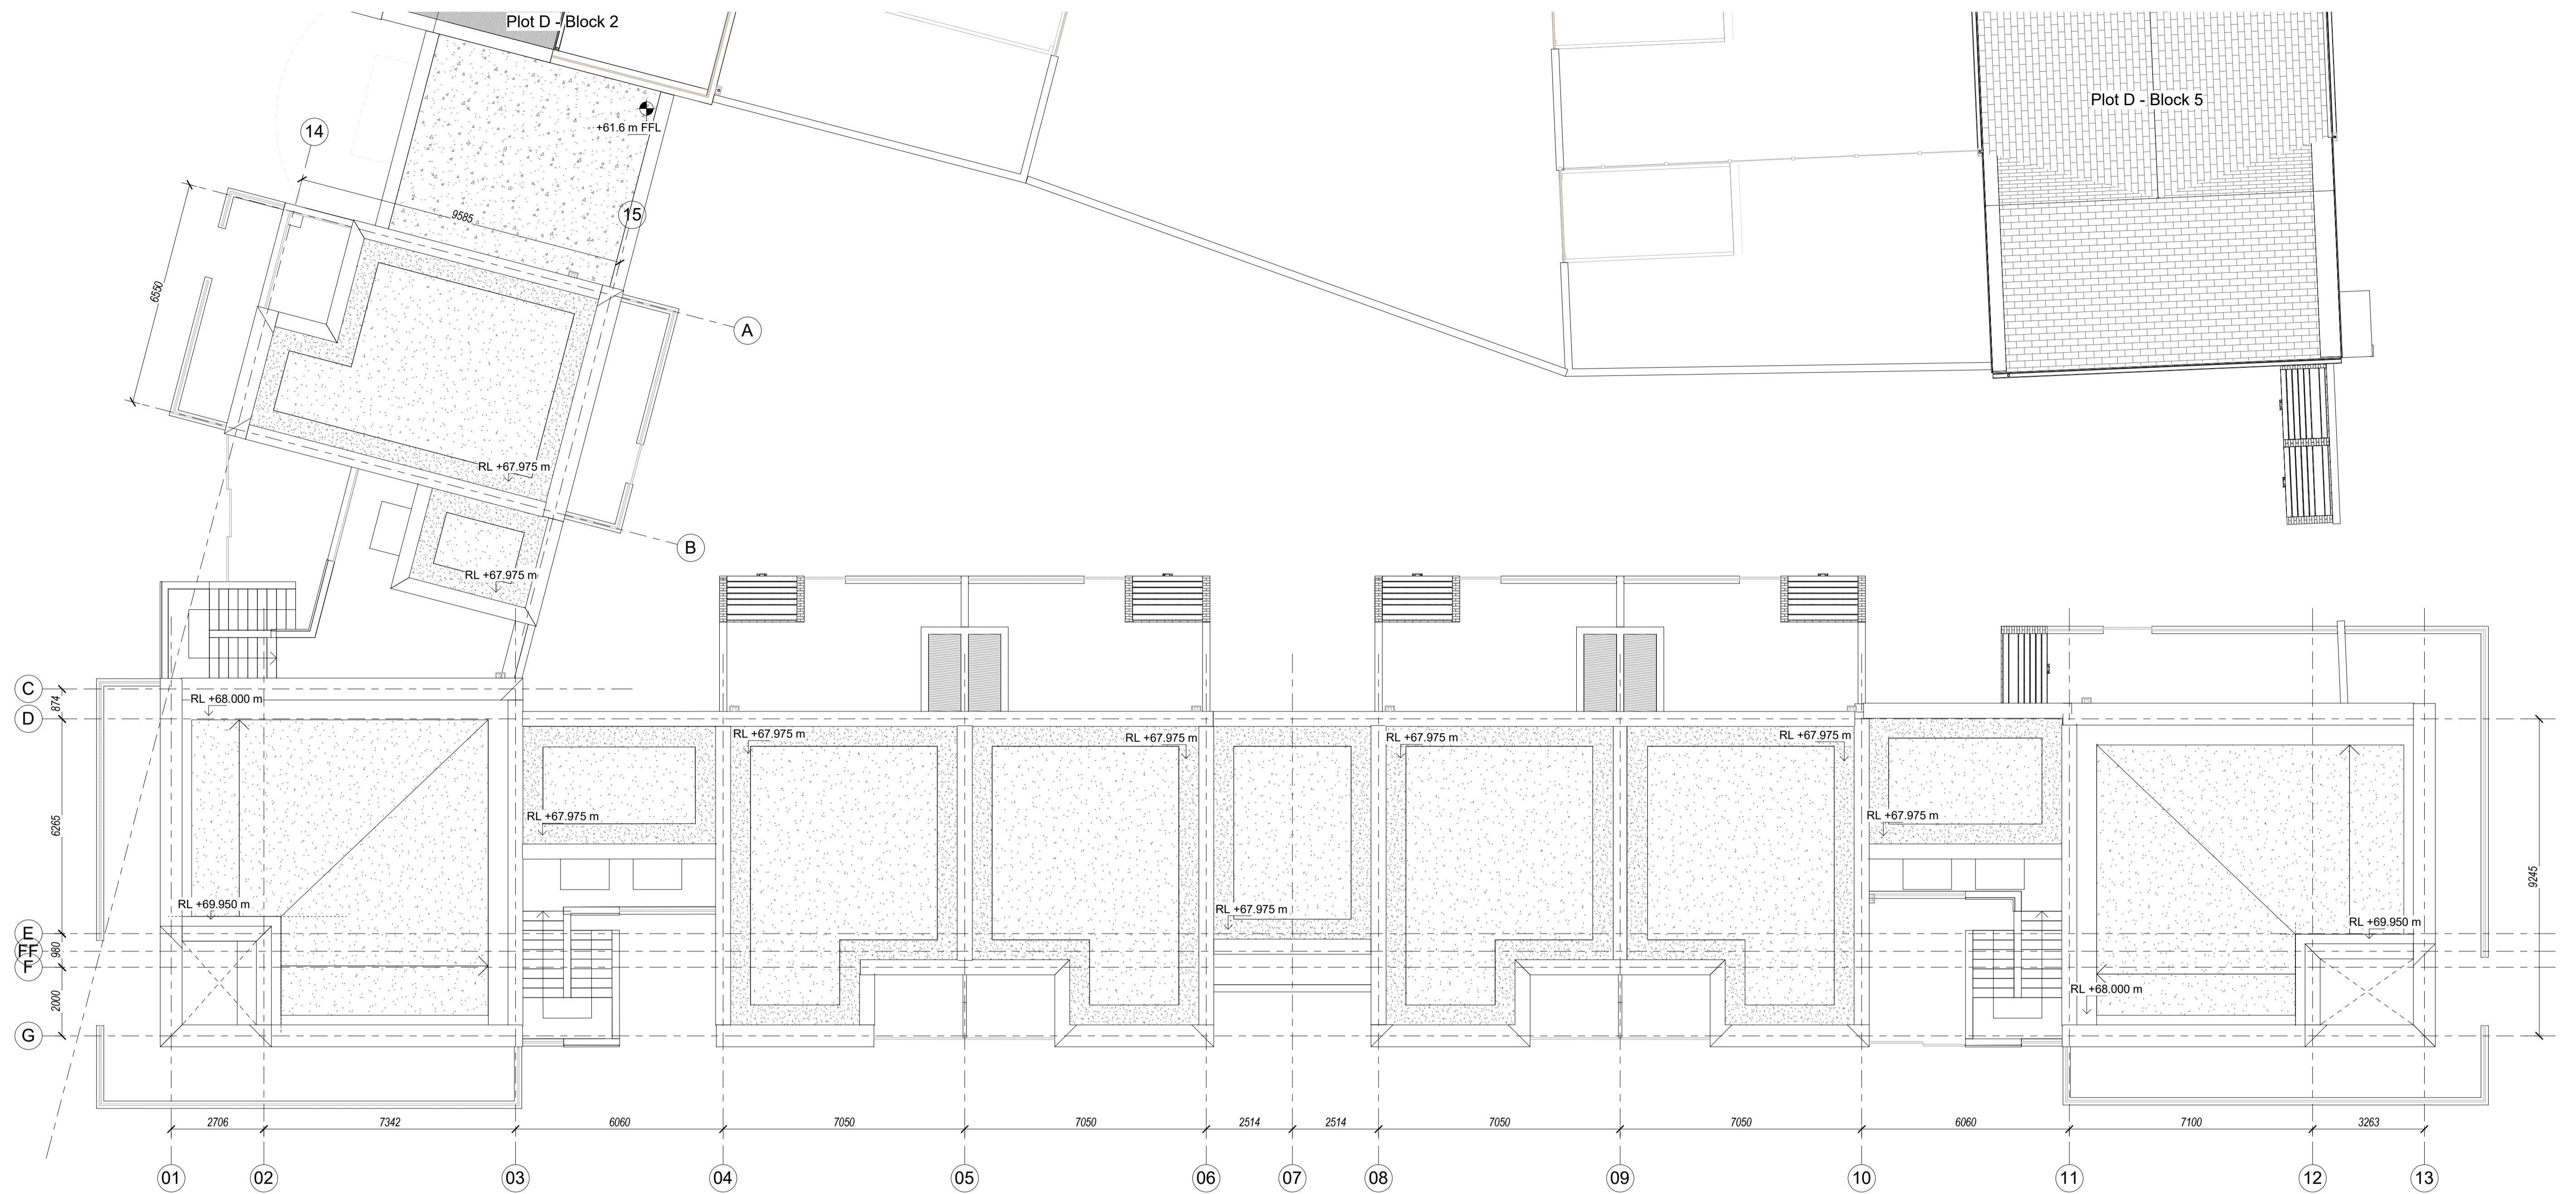 Plot D - Block 2
Plot D - Block 5
+61.6 m FFL
14
15
9585
6550
A
B
RL +67.975 m
RL +67.975 m
C
874
D
6265
E
FF
980
F
2000
G
RL +68.000 m
RL +69.950 m
RL +67.975 m
RL +67.975 m
RL +67.975 m
RL +67.975 m
RL +67.975 m
RL +67.975 m
RL +67.975 m
RL +69.950 m
RL +68.000 m
9245
2706
7342
6060
7050
7050
2514
2514
7050
7050
6060
7100
3263
01
02
03
04
05
06
07
08
09
10
11
12
13